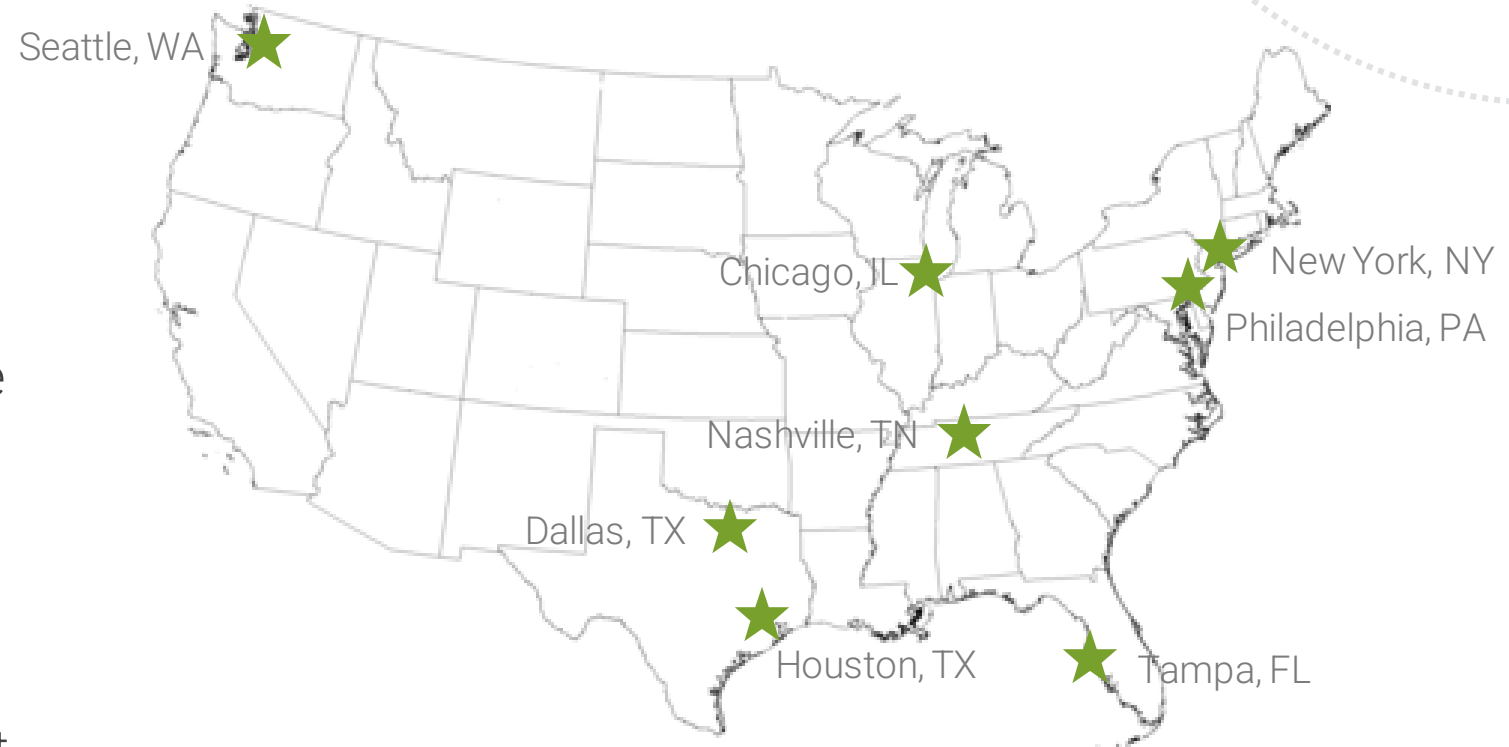 Seattle, WA
Chicago, IL
New York, NY
Philadelphia, PA
e
Nashville, TN
Dallas, TX
Houston, TX
Tampa, FL